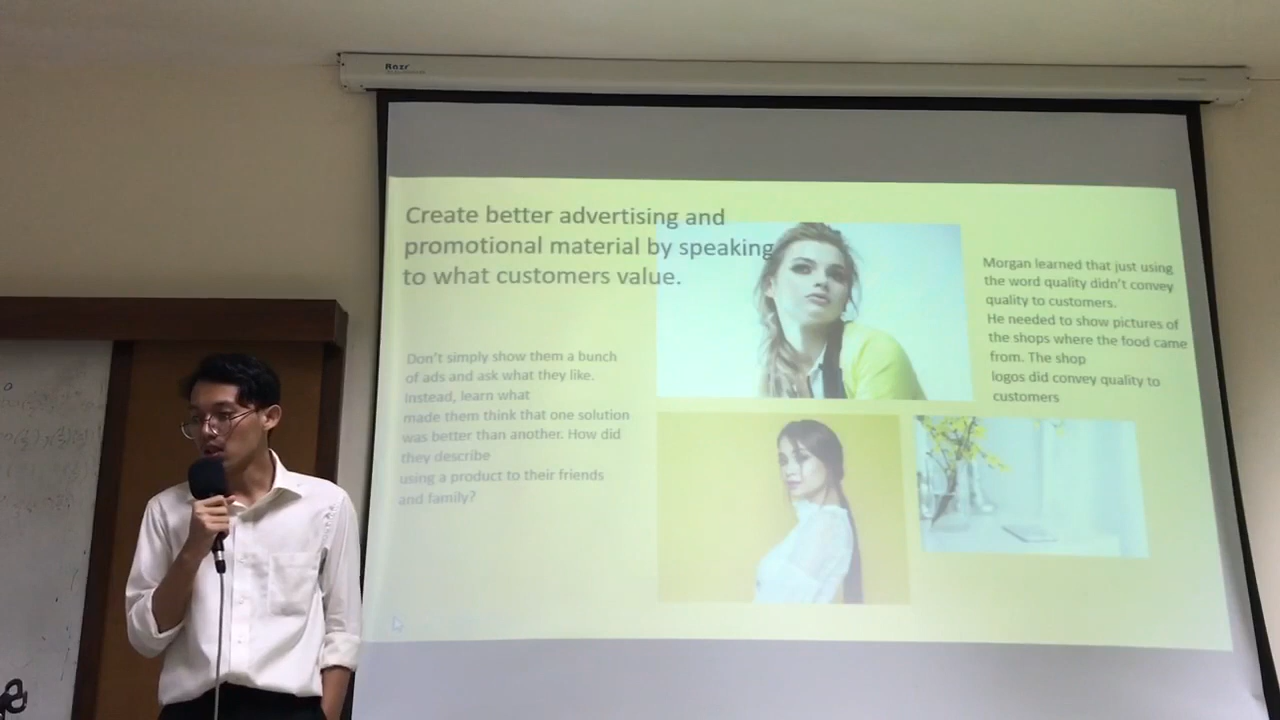 Razr
Create better advertising and
promotional material by speaking
to what customers value.
Don't simply show them a bunch
of ads and ask what they like.
Instead, learn what
made them think that one solution
was better than another. How did
they describe
using a product to their friends
and family?
Morgan learned that just using
the word quality didn't convey
quality to customers.
He needed to show pictures of
the shops where the food came
from. The shop
logos did convey quality to
customers